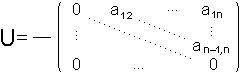 U=— ( 0 a₁₂ ··· a₁ₙ
⋮ ⋮
aₙ₋₁,ₙ
0 ... 0 )